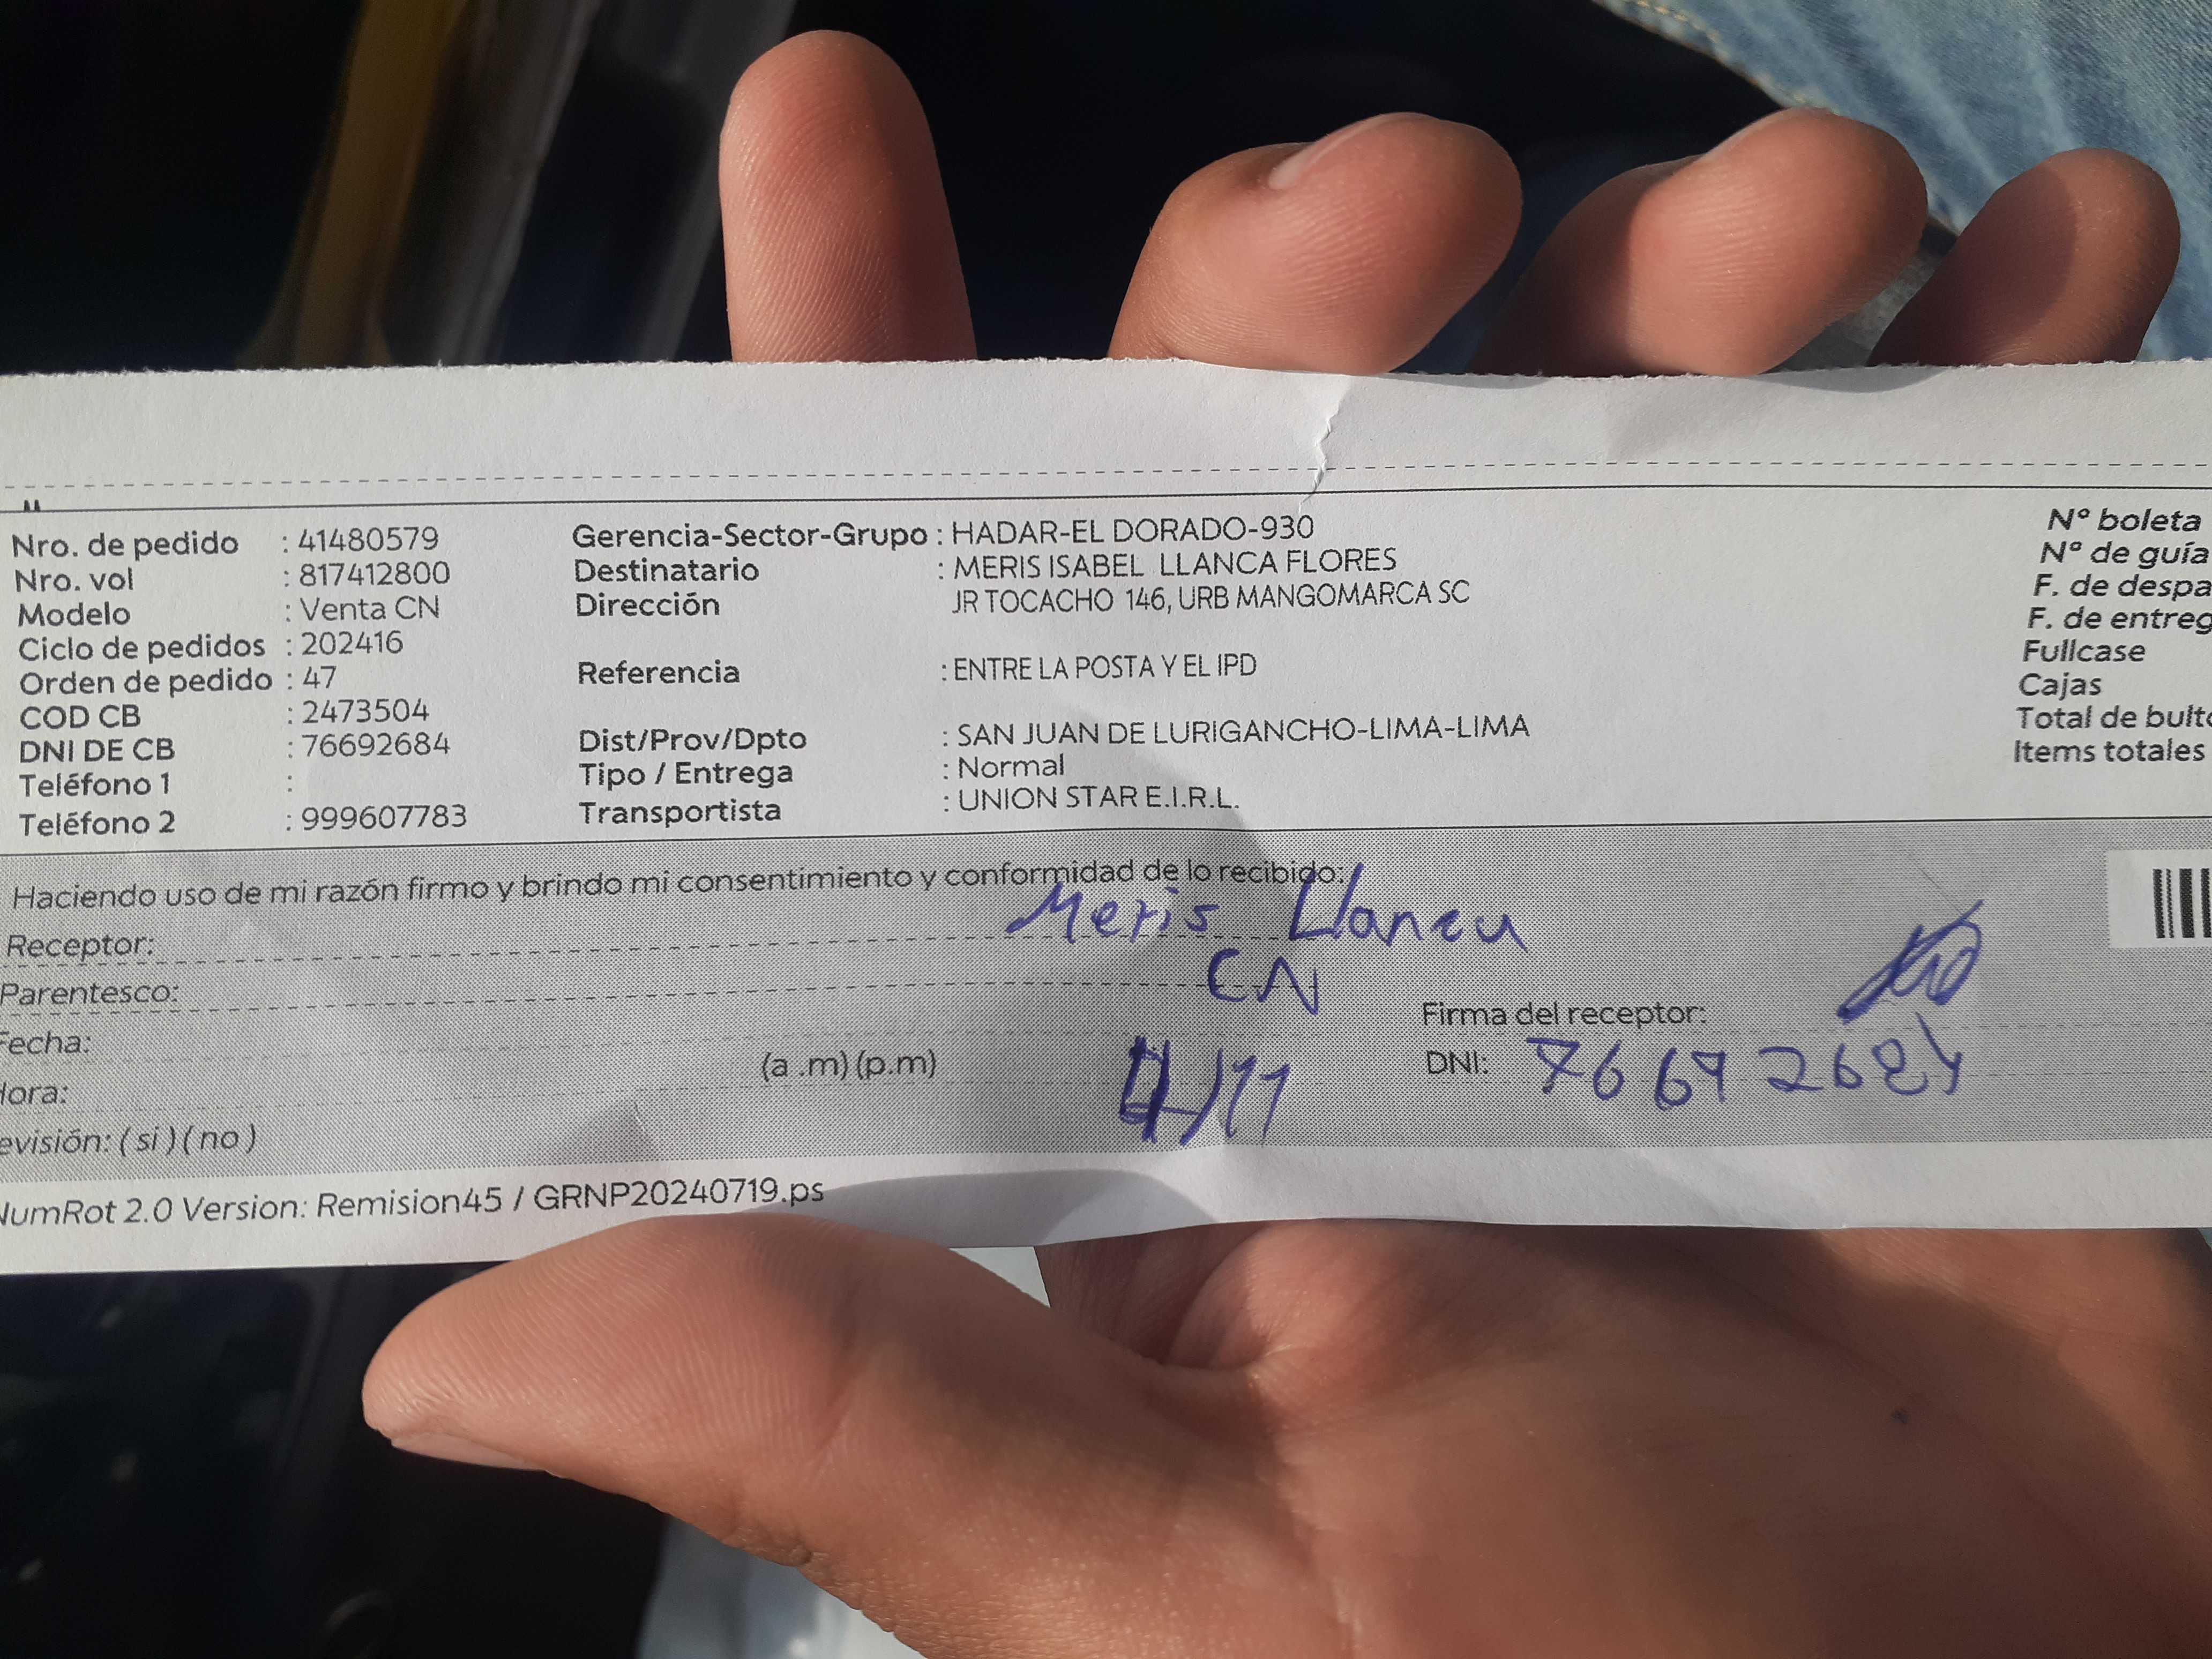 Nro. de pedido : 41480579
Nro. vol : 817412800
Modelo : Venta CN
Ciclo de pedidos : 202416
Orden de pedido : 47
COD CB : 2473504
DNI DE CB : 76692684
Teléfono 1 :
Teléfono 2 : 999607783
Gerencia-Sector-Grupo : HADAR-EL DORADO-930
Destinatario : MERIS ISABEL LLANCA FLORES
Dirección JR TOCACHO 146, URB MANGOMARCA SC
Referencia : ENTRE LA POSTA Y EL IPD
Dist/Prov/Dpto : SAN JUAN DE LURIGANCHO-LIMA-LIMA
Tipo / Entrega : Normal
Transportista : UNION STAR E.I.R.L.
N° boleta
N° de guía
F. de despa
F. de entreg
Fullcase
Cajas
Total de bulto
Items totales
Haciendo uso de mi razón firmo y brindo mi consentimiento y conformidad de lo recibido:
Receptor: Meris Llanca
Parentesco: CN
Fecha: 4/11
Hora: (a .m) (p.m)
evisión: ( si ) ( no )
Firma del receptor:
DNI: 76692684
NumRot 2.0 Version: Remision45 / GRNP20240719.ps